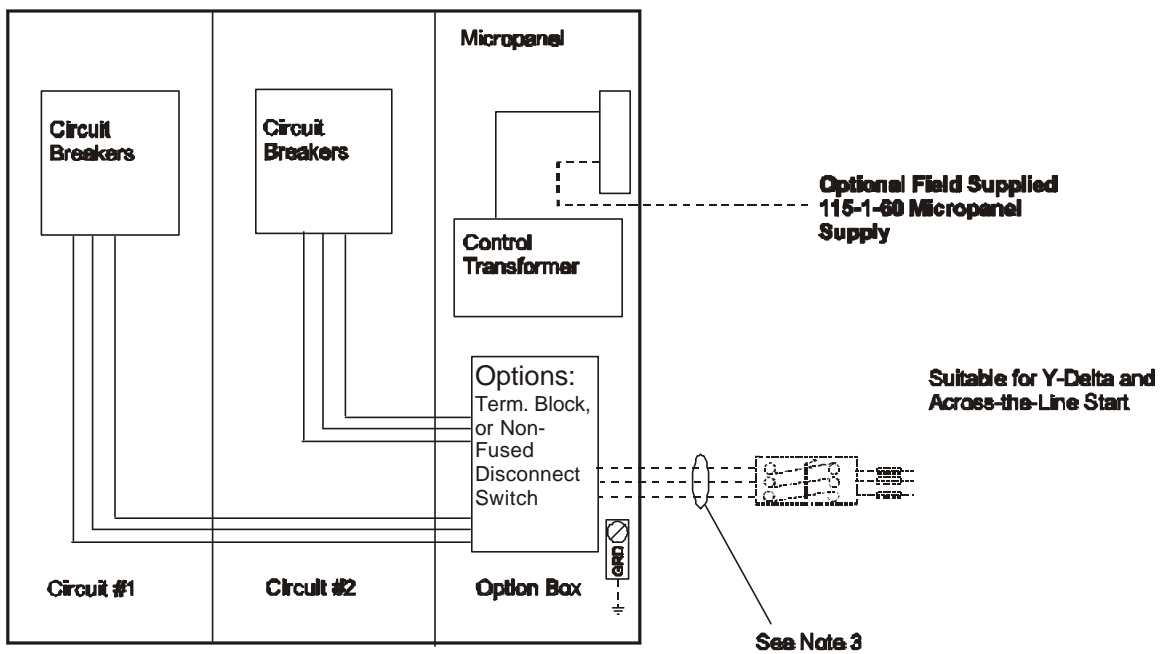 Micropanel
Circuit
Breakers
Circuit
Breakers
Optional Field Supplied
115-1-60 Micropanel
Supply
Control
Transformer
Options:
Term. Block,
or Non-
Fused
Disconnect
Switch
Suitable for Y-Delta and
Across-the-Line Start
GRD
Circuit #1
Circuit #2
Option Box
See Note 3